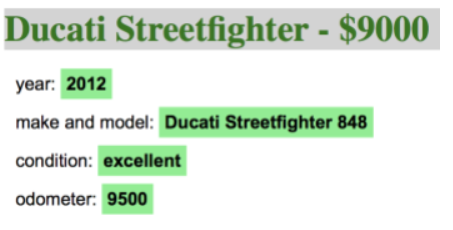 Ducati Streetfighter - $9000
year: 2012
make and model: Ducati Streetfighter 848
condition: excellent
odometer: 9500